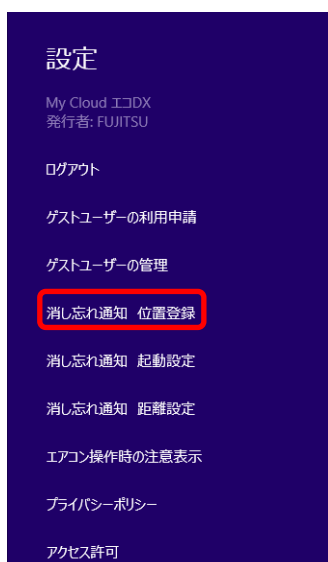 設定
My Cloud エコDX
発行者: FUJITSU
ログアウト
ゲストユーザーの利用申請
ゲストユーザーの管理
消し忘れ通知 位置登録
消し忘れ通知 起動設定
消し忘れ通知 距離設定
エアコン操作時の注意表示
プライバシーポリシー
アクセス許可